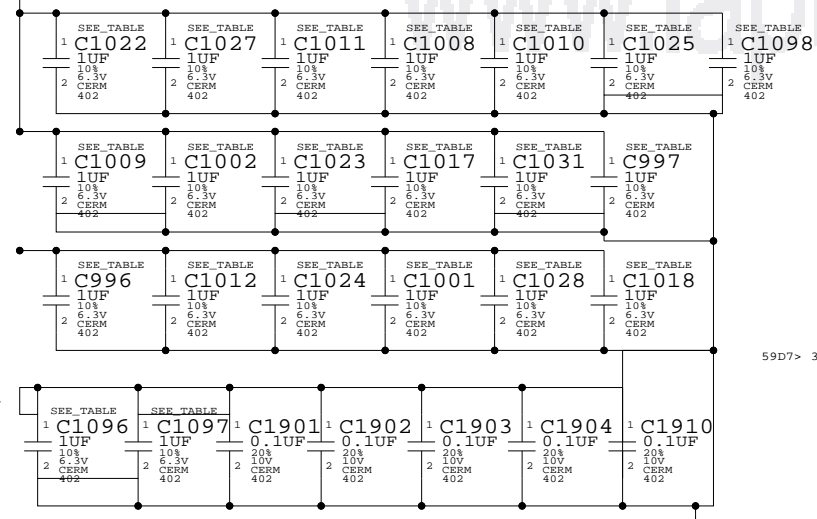 SEE_TABLE SEE_TABLE SEE_TABLE SEE_TABLE SEE_TABLE SEE_TABLE SEE_TABLE
1 C1022 1 C1027 1 C1011 1 C1008 1 C1010 1 C1025 1 C1098
1UF 1UF 1UF 1UF 1UF 1UF 1UF
10% 10% 10% 10% 10% 10% 10%
6.3V 6.3V 6.3V 6.3V 6.3V 6.3V 6.3V
2 CERM 2 CERM 2 CERM 2 CERM 2 CERM 2 CERM 2 CERM
402 402 402 402 402 402 402
SEE_TABLE SEE_TABLE SEE_TABLE SEE_TABLE SEE_TABLE SEE_TABLE
1 C1009 1 C1002 1 C1023 1 C1017 1 C1031 1 C997
1UF 1UF 1UF 1UF 1UF 1UF
10% 10% 10% 10% 10% 10%
6.3V 6.3V 6.3V 6.3V 6.3V 6.3V
2 CERM 2 CERM 2 CERM 2 CERM 2 CERM 2 CERM
402 402 402 402 402 402
SEE_TABLE SEE_TABLE SEE_TABLE SEE_TABLE SEE_TABLE SEE_TABLE
1 C996 1 C1012 1 C1024 1 C1001 1 C1028 1 C1018
1UF 1UF 1UF 1UF 1UF 1UF
10% 10% 10% 10% 10% 10%
6.3V 6.3V 6.3V 6.3V 6.3V 6.3V
2 CERM 2 CERM 2 CERM 2 CERM 2 CERM 2 CERM
402 402 402 402 402 402
59D7> 3
SEE_TABLE SEE_TABLE
1 C1096 1 C1097 1 C1901 1 C1902 1 C1903 1 C1904 1 C1910
1UF 1UF 0.1UF 0.1UF 0.1UF 0.1UF 0.1UF
10% 10% 20% 20% 20% 20% 20%
6.3V 6.3V 10V 10V 10V 10V 10V
2 CERM 2 CERM 2 CERM 2 CERM 2 CERM 2 CERM 2 CERM
402 402 402 402 402 402 402